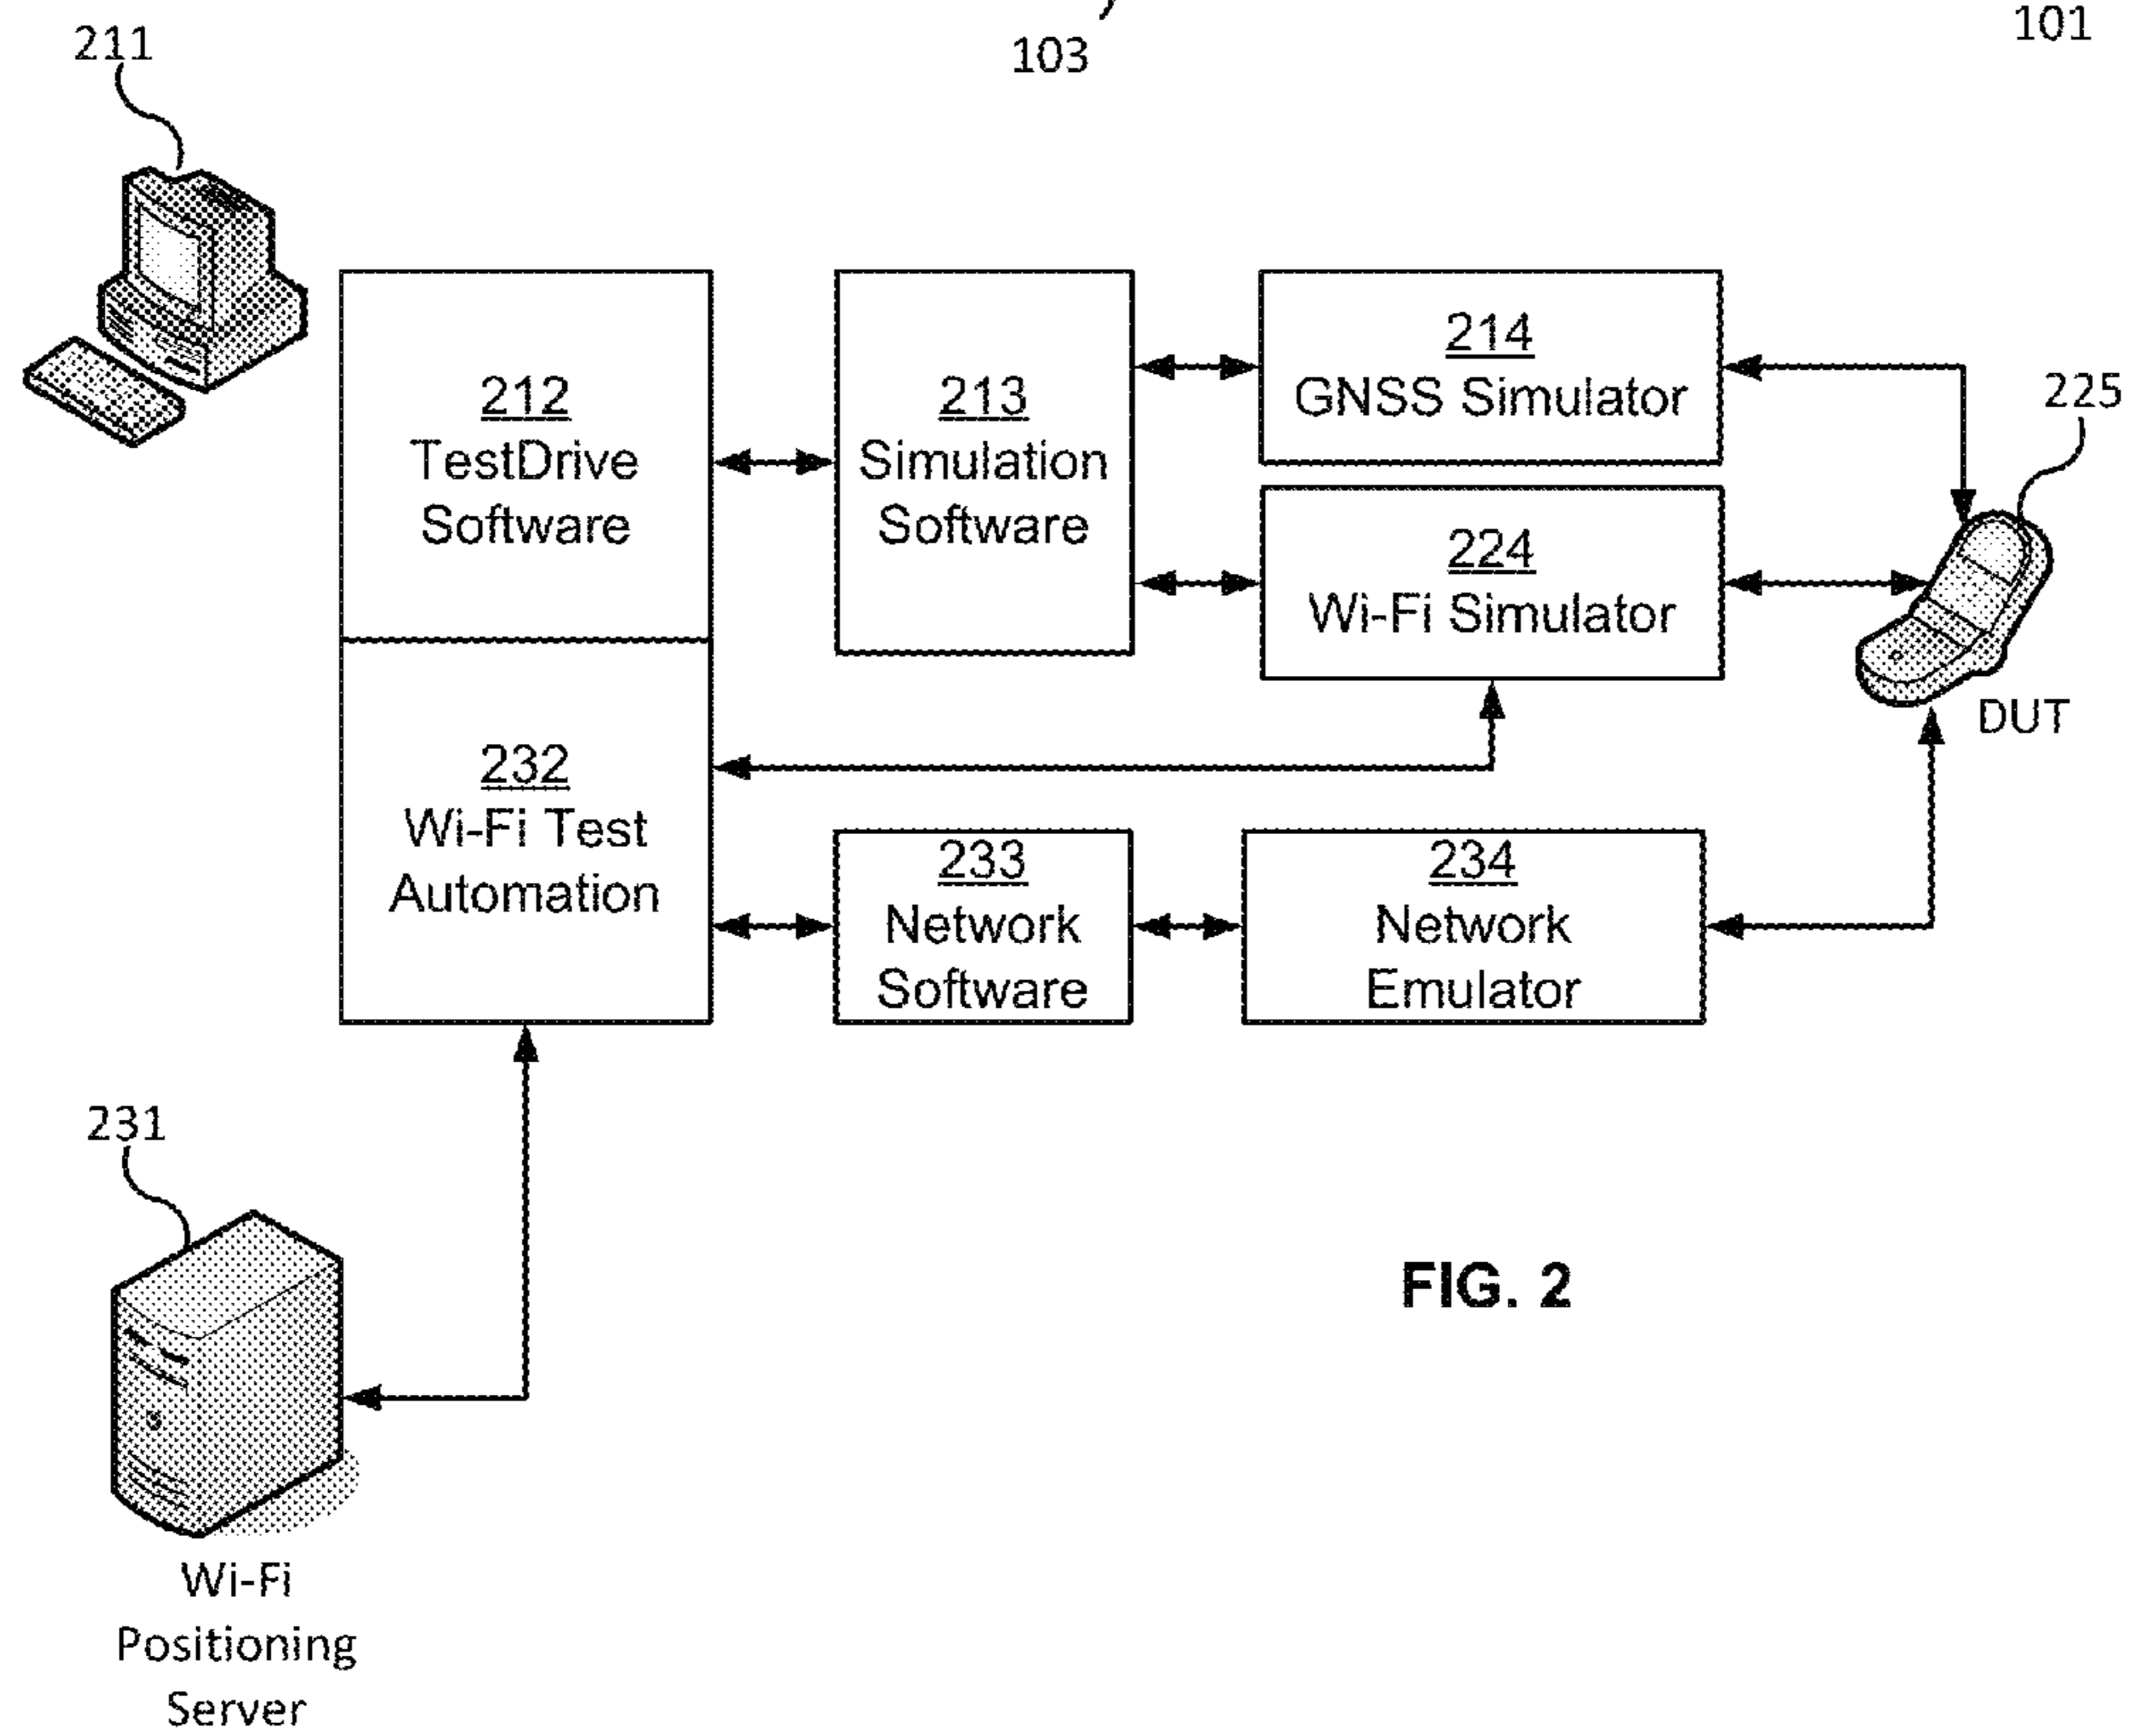 103
101
211
212
TestDrive
Software
213
Simulation
Software
214
GNSS Simulator
224
Wi-Fi Simulator
225
DUT
232
Wi-Fi Test
Automation
233
Network
Software
234
Network
Emulator
231
Wi-Fi
Positioning
Server
FIG. 2